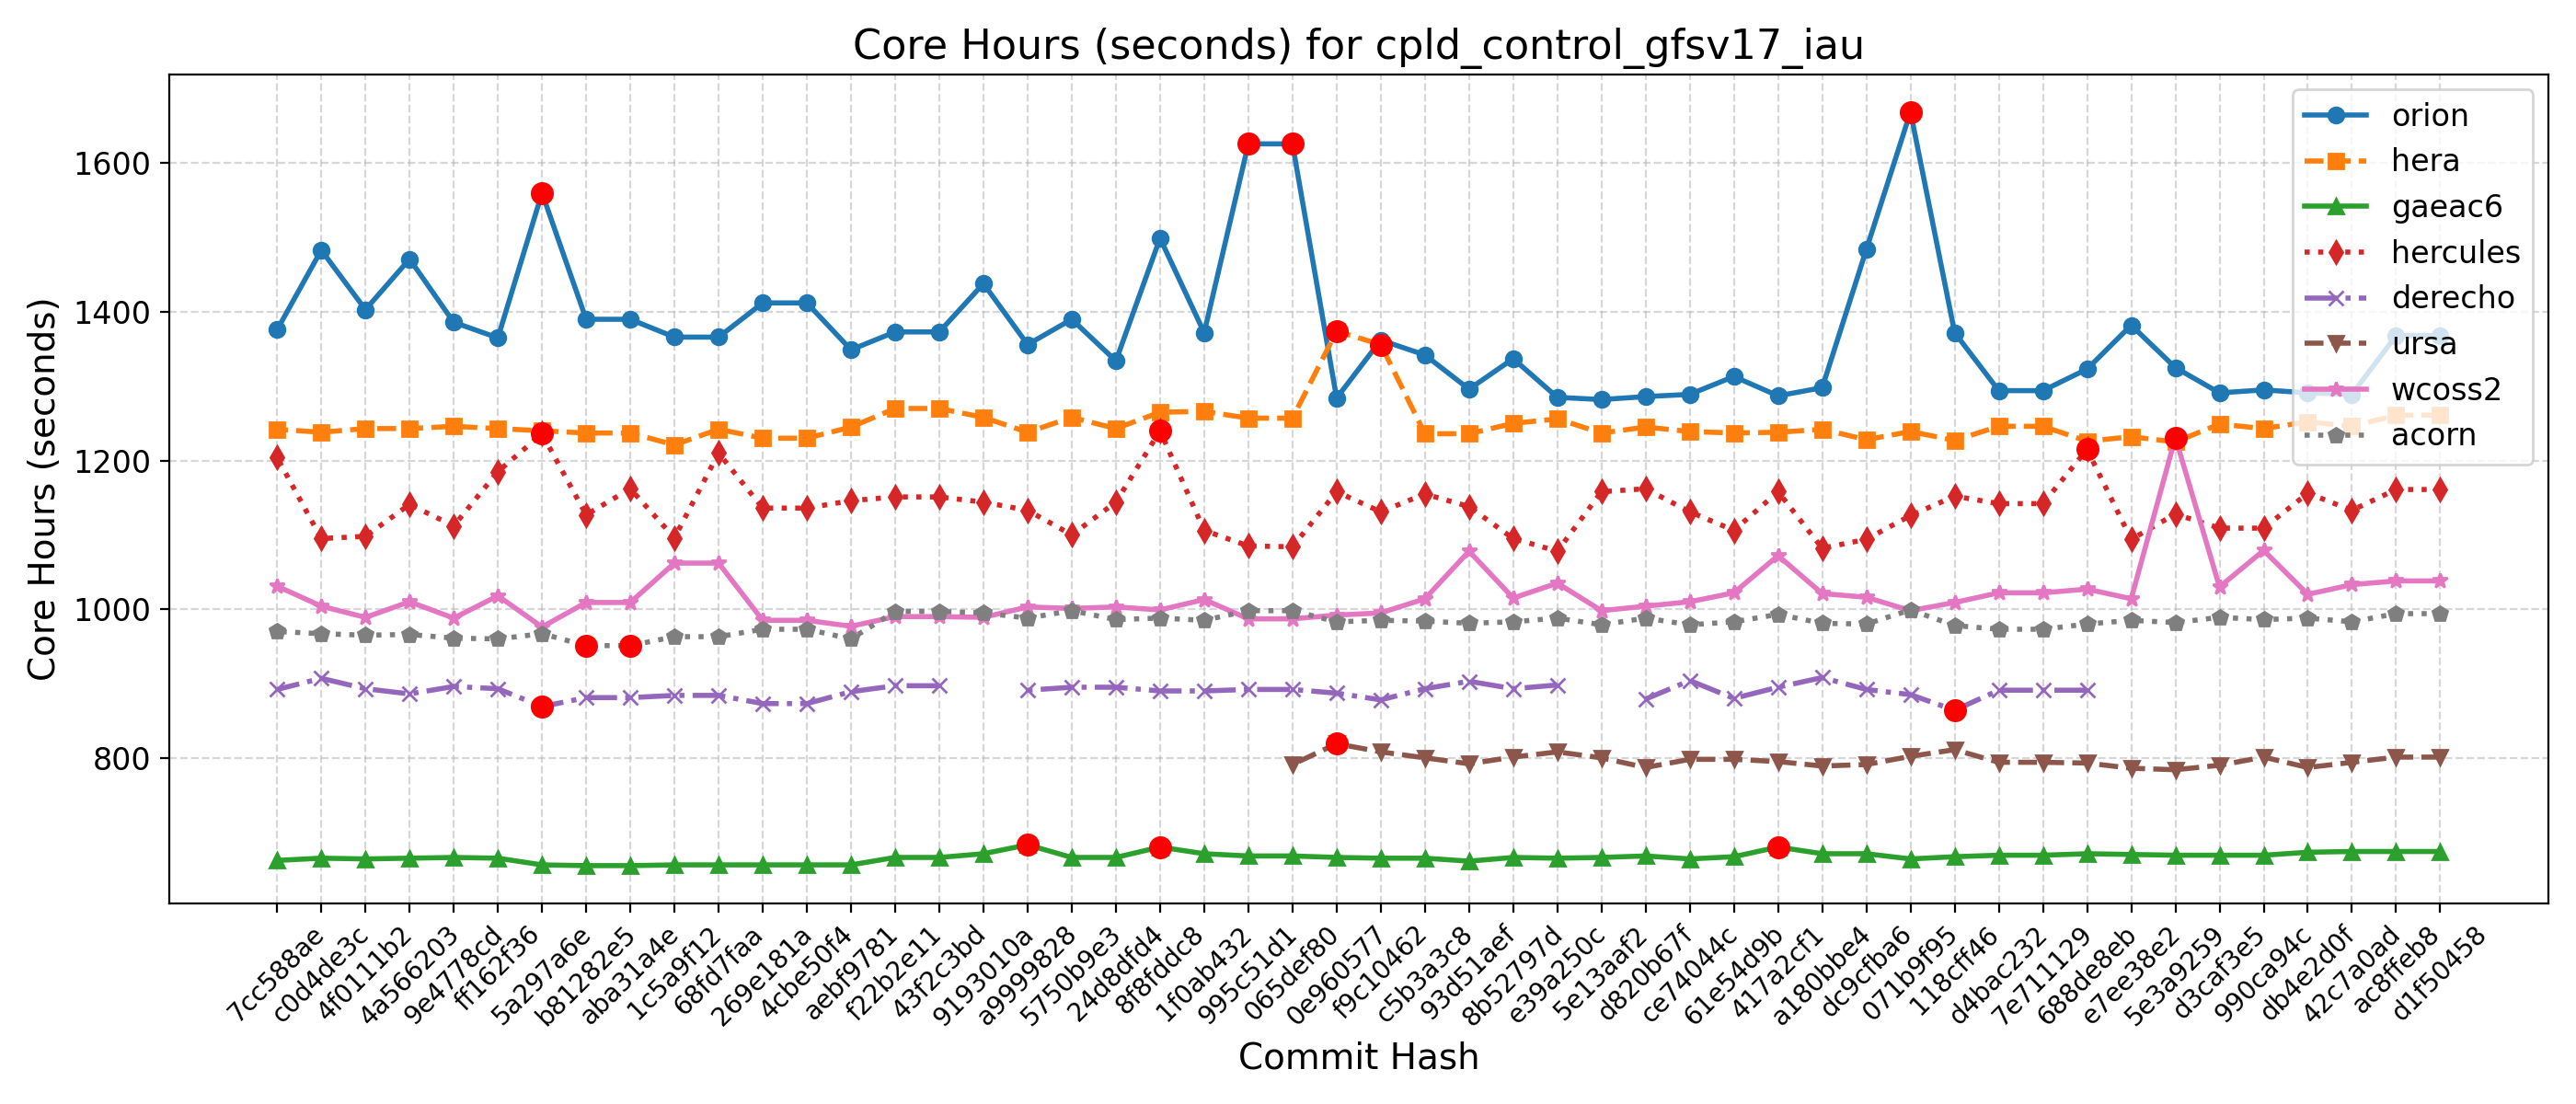 Core Hours (seconds) for cpld_control_gfsv17_iau
Core Hours (seconds)
1600
1400
1200
1000
800
orion
hera
gaeac6
hercules
derecho
ursa
wcoss2
acorn
7cc588ae
c0d4de3c
4f0111b2
4a566203
9e4778cd
ff162f36
5a297a6e
b81282e5
aba31a4e
1c5a9f12
68fd7faa
269e181a
4cbe50f4
aebf9781
f22b2e11
43f2c3bd
9193010a
a9999828
5750b9e3
24d8dfd4
8f8fddc8
1f0ab432
995c51d1
065def80
0e960577
f9c10462
c5b3a3c8
93d51aef
8b52797d
e39a250c
5e13aaf2
d820b67f
ce74044c
61e54d9b
417a2cf1
a180bbe4
dc9cfba6
071b9f95
118cff46
d4bac232
7e711129
688de8eb
e7ee38e2
5e3a9259
d3caf3e5
990ca94c
db4e2d0f
42c7a0ad
ac8ffeb8
d1f50458
Commit Hash